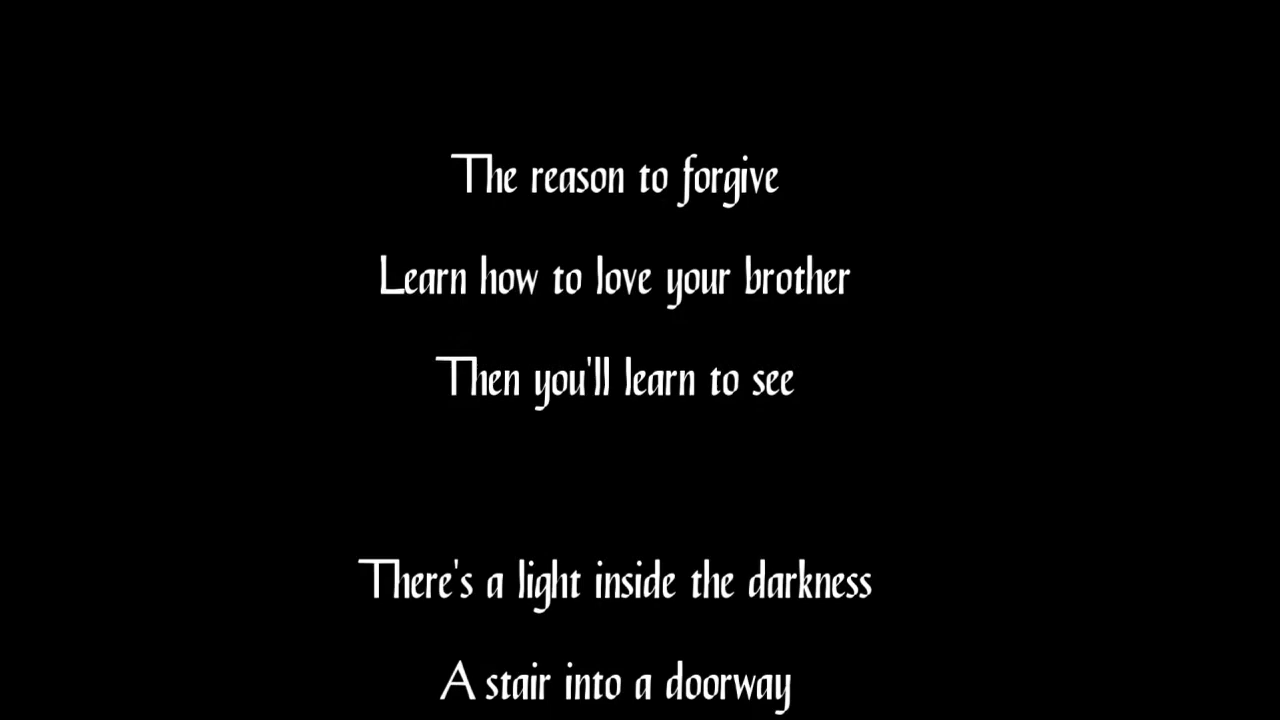 The reason to forgive
Learn how to love your brother
Then you'll learn to see
There's a light inside the darkness
A stair into a doorway